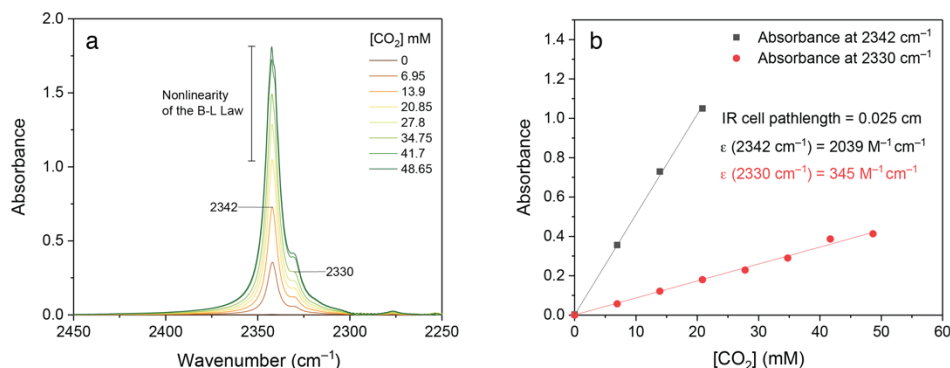 a
2.0
1.5
1.0
0.5
0.0
Absorbance
2450
2400
2350
2300
2250
Wavenumber (cm⁻¹)
Nonlinearity
of the B-L Law
2342
2330
[CO₂] mM
0
6.95
13.9
20.85
27.8
34.75
41.7
48.65
b
1.4
1.2
1.0
0.8
0.6
0.4
0.2
0.0
Absorbance
0
10
20
30
40
50
60
[CO₂] (mM)
Absorbance at 2342 cm⁻¹
Absorbance at 2330 cm⁻¹
IR cell pathlength = 0.025 cm
ε (2342 cm⁻¹) = 2039 M⁻¹ cm⁻¹
ε (2330 cm⁻¹) = 345 M⁻¹ cm⁻¹